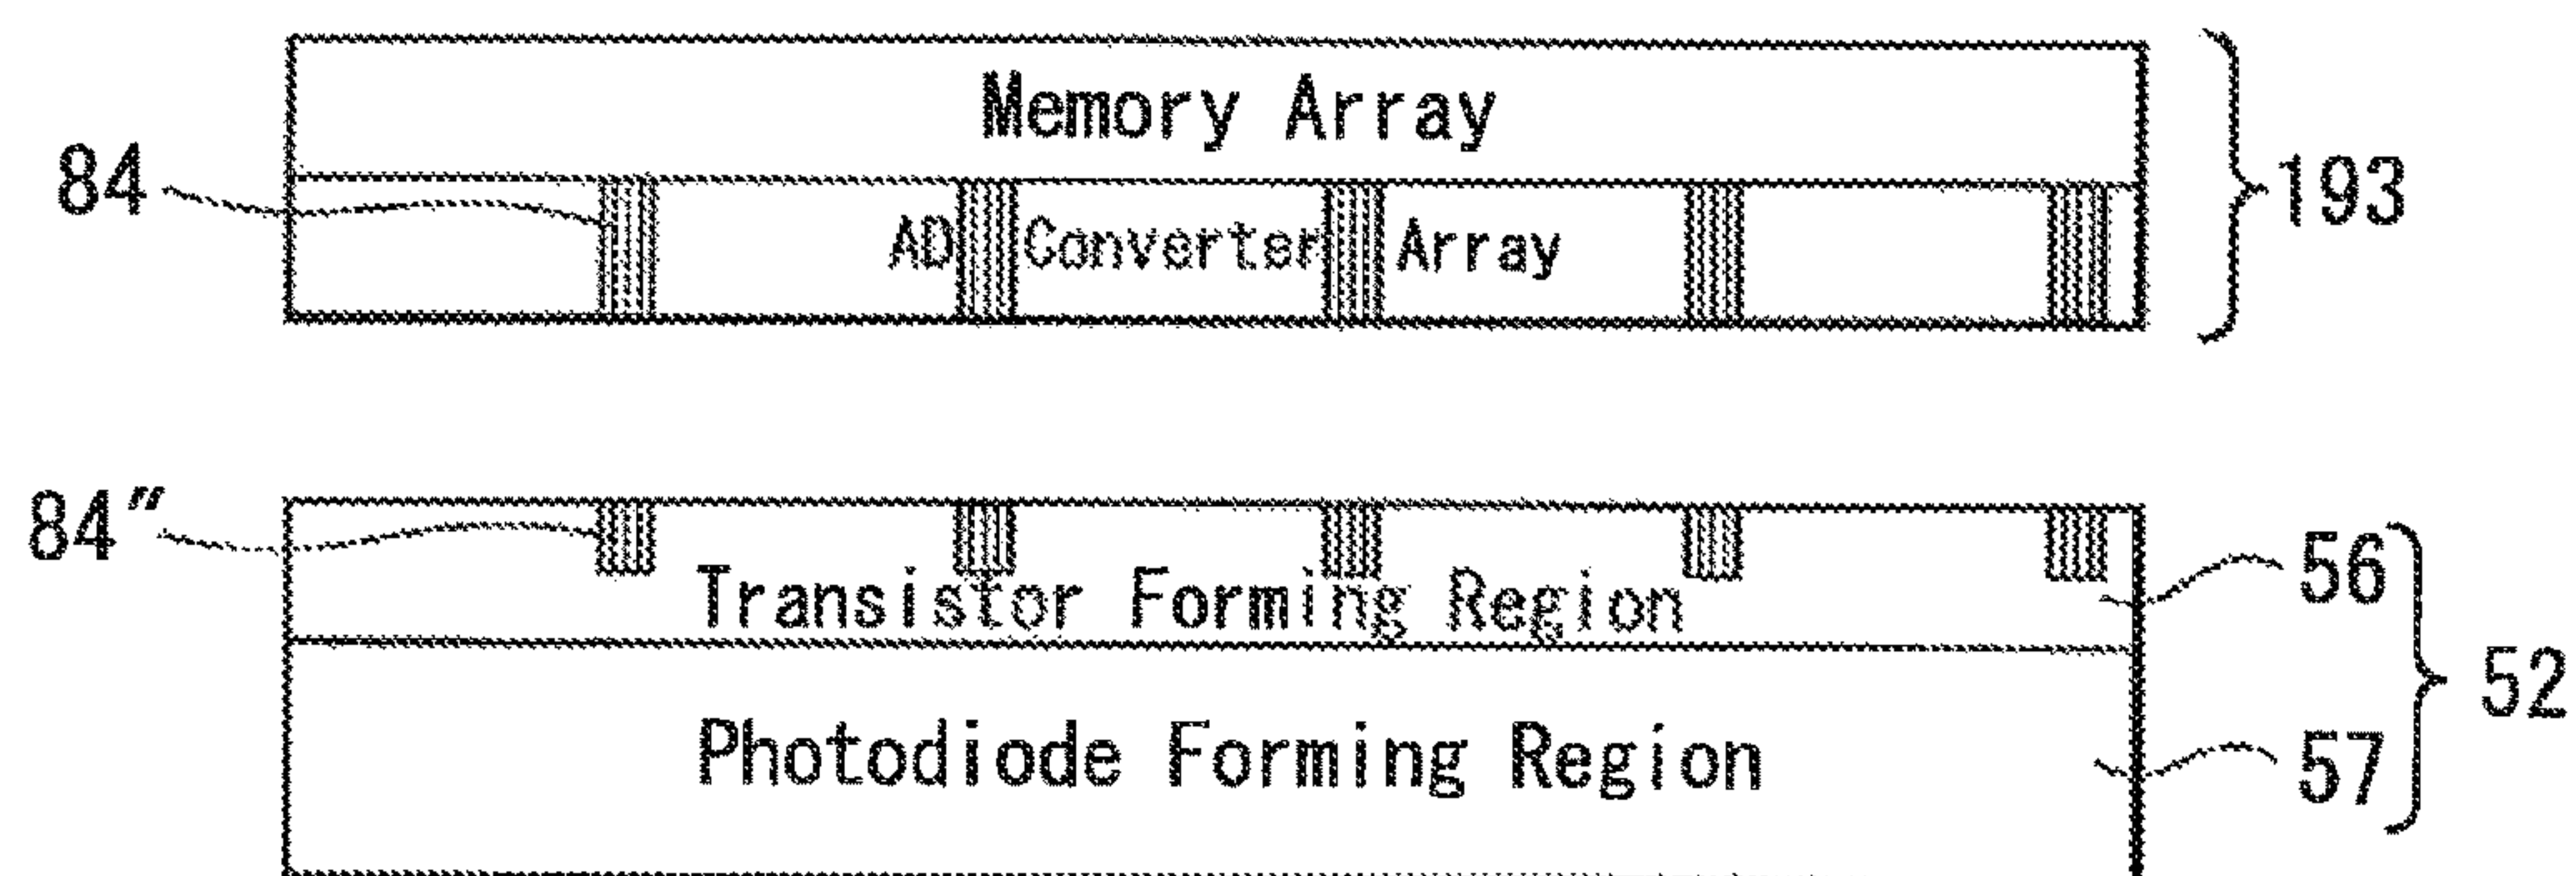 Memory Array
84
193
AD Converter Array
84″
Transistor Forming Region
56
52
Photodiode Forming Region
57